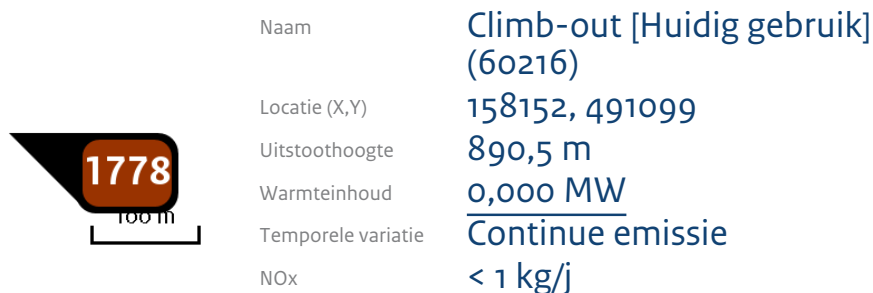 Naam Climb-out [Huidig gebruik]
(60216)
Locatie (X,Y) 158152, 491099
Uitstoothoogte 890,5 m
Warmteinhoud 0,000 MW
Temporele variatie Continue emissie
NOx < 1 kg/j
1778
100 m